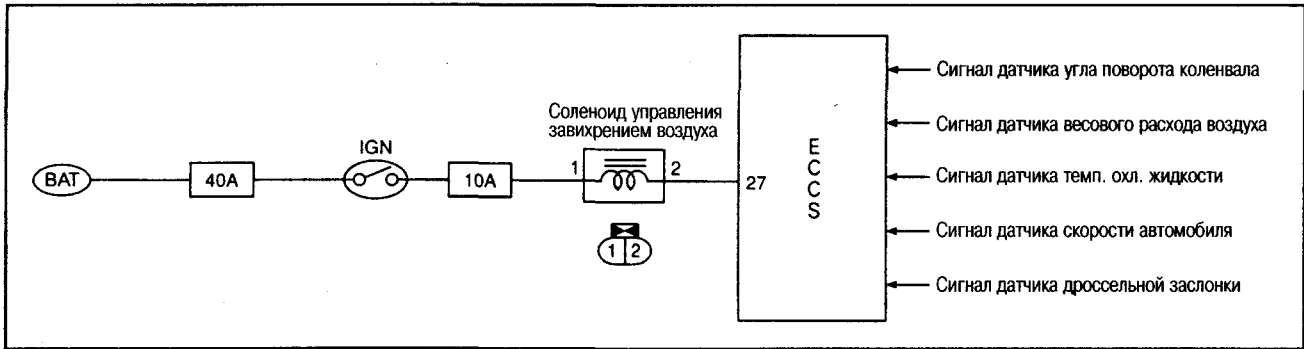 Сигнал датчика угла поворота коленвала
Соленоид управления
завихрением воздуха
Сигнал датчика весового расхода воздуха
IGN
BAT
40A
10A
1
2
27
E
C
C
S
Сигнал датчика темп. охл. жидкости
1 2
Сигнал датчика скорости автомобиля
Сигнал датчика дроссельной заслонки